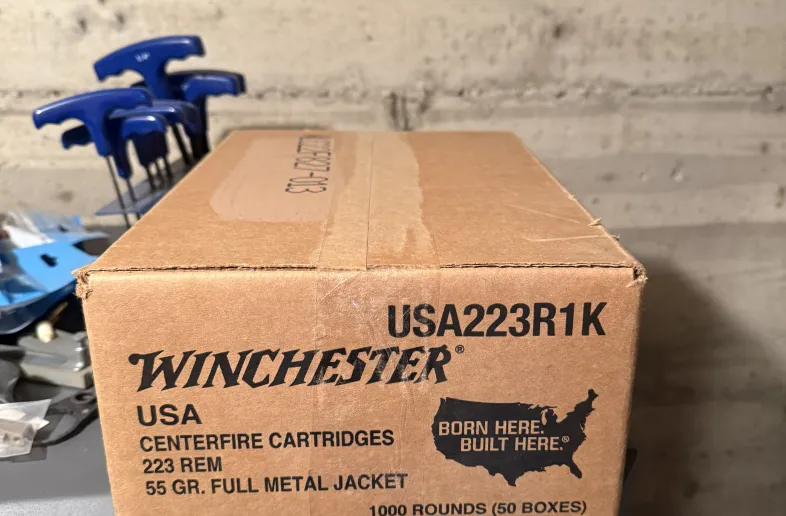 USA223R1K
WINCHESTER®
USA
CENTERFIRE CARTRIDGES
223 REM
55 GR. FULL METAL JACKET
BORN HERE.
BUILT HERE.®
1000 ROUNDS (50 BOXES)